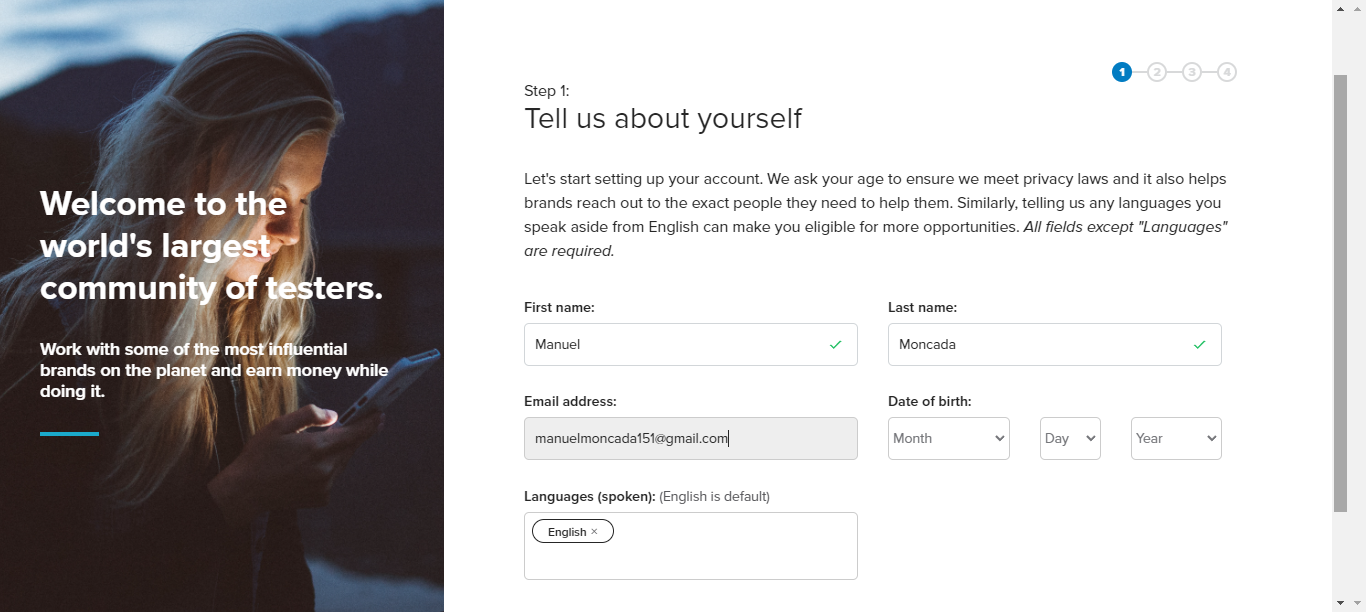 Welcome to the
world's largest
community of testers.
Work with some of the most influential
brands on the planet and earn money while
doing it.
1 2 3 4
Step 1:
Tell us about yourself
Let's start setting up your account. We ask your age to ensure we meet privacy laws and it also helps
brands reach out to the exact people they need to help them. Similarly, telling us any languages you
speak aside from English can make you eligible for more opportunities. All fields except "Languages"
are required.
First name: Last name:
Manuel Moncada
Email address: Date of birth:
manuelmoncada151@gmail.com Month Day Year
Languages (spoken): (English is default)
English ×